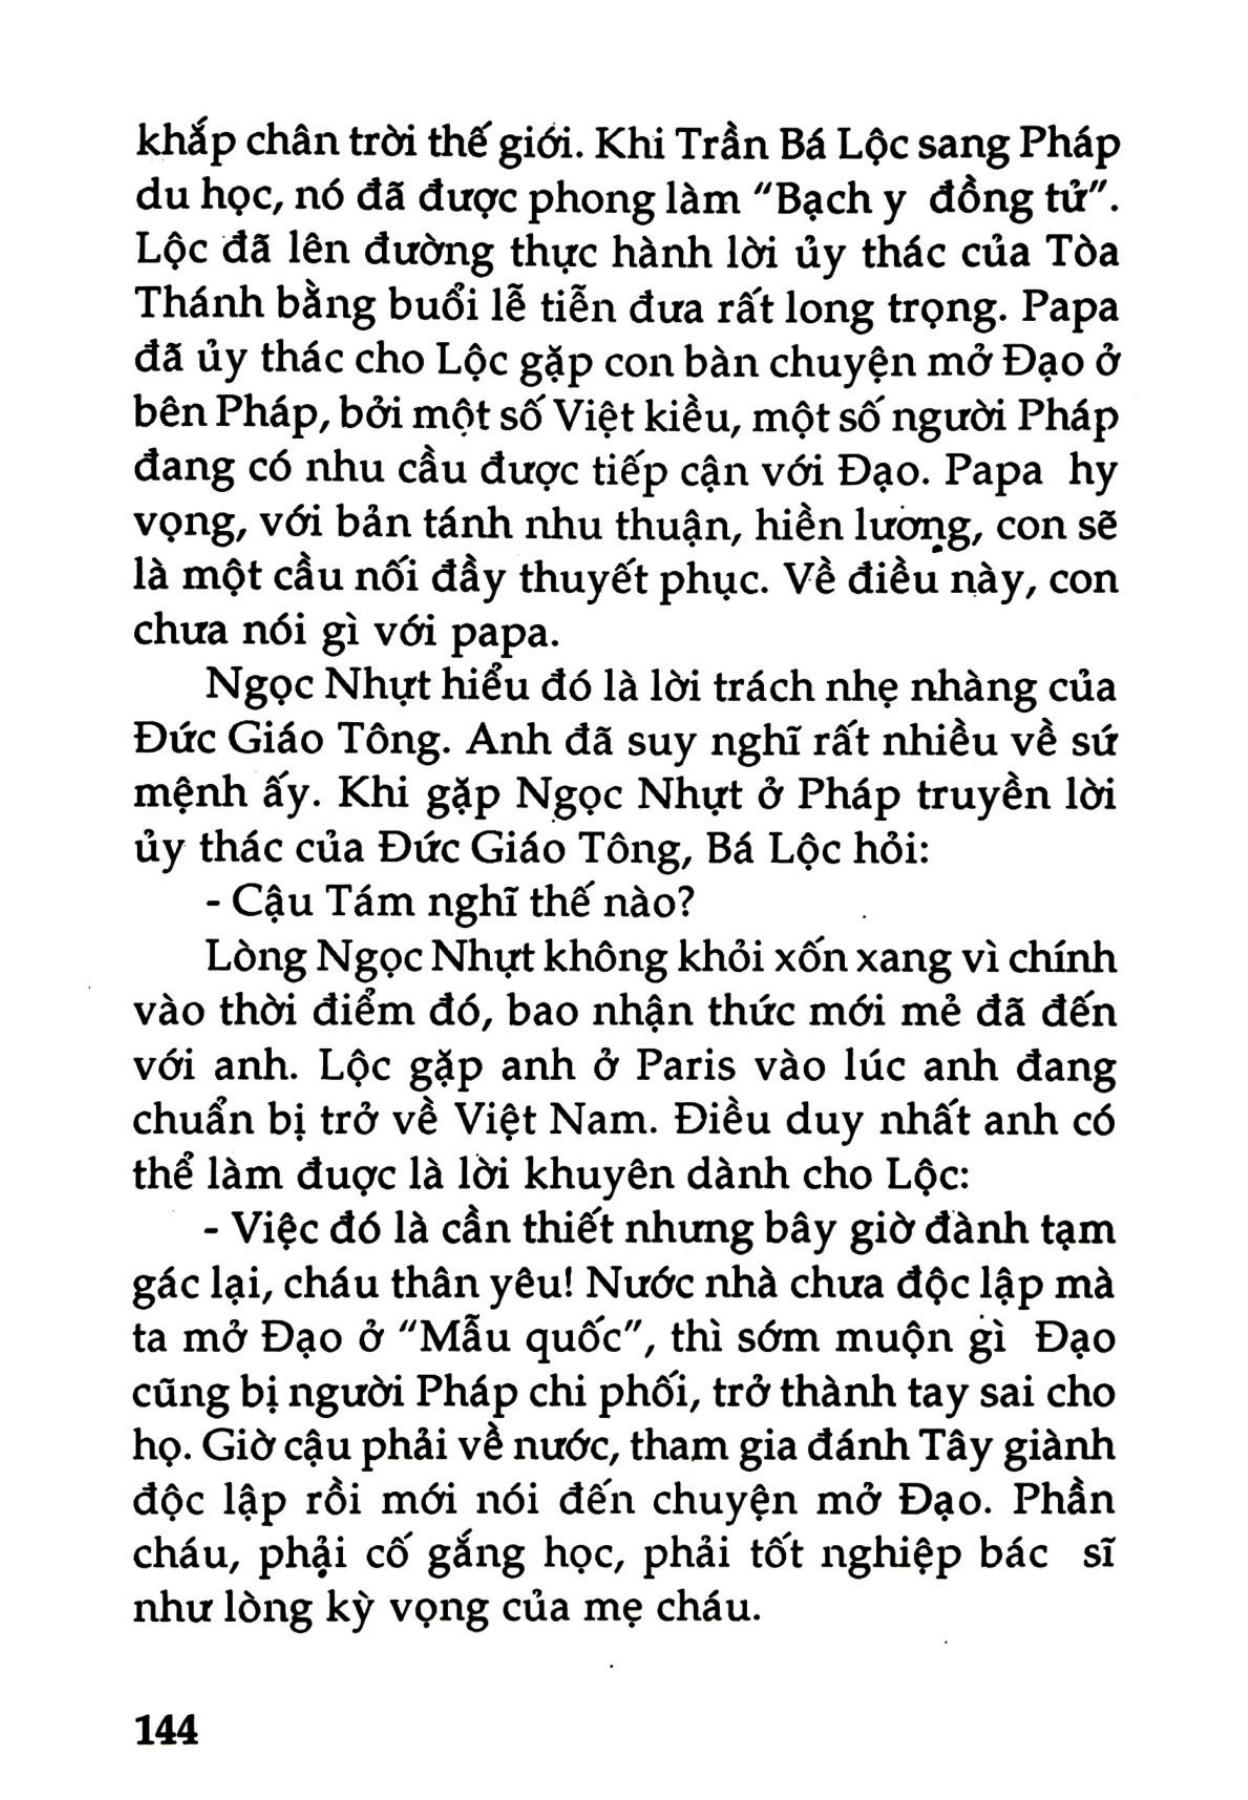 khắp chân trời thế giới. Khi Trần Bá Lộc sang Pháp
du học, nó đã được phong làm "Bạch y đồng tử".
Lộc đã lên đường thực hành lời ủy thác của Tòa
Thánh bằng buổi lễ tiễn đưa rất long trọng. Papa
đã ủy thác cho Lộc gặp con bàn chuyện mở Đạo ở
bên Pháp, bởi một số Việt kiều, một số người Pháp
đang có nhu cầu được tiếp cận với Đạo. Papa hy
vọng, với bản tánh nhu thuận, hiền lương, con sẽ
là một cầu nối đầy thuyết phục. Về điều này, con
chưa nói gì với papa.
Ngọc Nhựt hiểu đó là lời trách nhẹ nhàng của
Đức Giáo Tông. Anh đã suy nghĩ rất nhiều về sứ
mệnh ấy. Khi gặp Ngọc Nhựt ở Pháp truyền lời
ủy thác của Đức Giáo Tông, Bá Lộc hỏi:
- Cậu Tám nghĩ thế nào?
Lòng Ngọc Nhựt không khỏi xốn xang vì chính
vào thời điểm đó, bao nhận thức mới mẻ đã đến
với anh. Lộc gặp anh ở Paris vào lúc anh đang
chuẩn bị trở về Việt Nam. Điều duy nhất anh có
thể làm đuợc là lời khuyên dành cho Lộc:
- Việc đó là cần thiết nhưng bây giờ đành tạm
gác lại, cháu thân yêu! Nước nhà chưa độc lập mà
ta mở Đạo ở "Mẫu quốc", thì sớm muộn gì Đạo
cũng bị người Pháp chi phối, trở thành tay sai cho
họ. Giờ cậu phải về nước, tham gia đánh Tây giành
độc lập rồi mới nói đến chuyện mở Đạo. Phần
cháu, phải cố gắng học, phải tốt nghiệp bác sĩ
như lòng kỳ vọng của mẹ cháu.
144